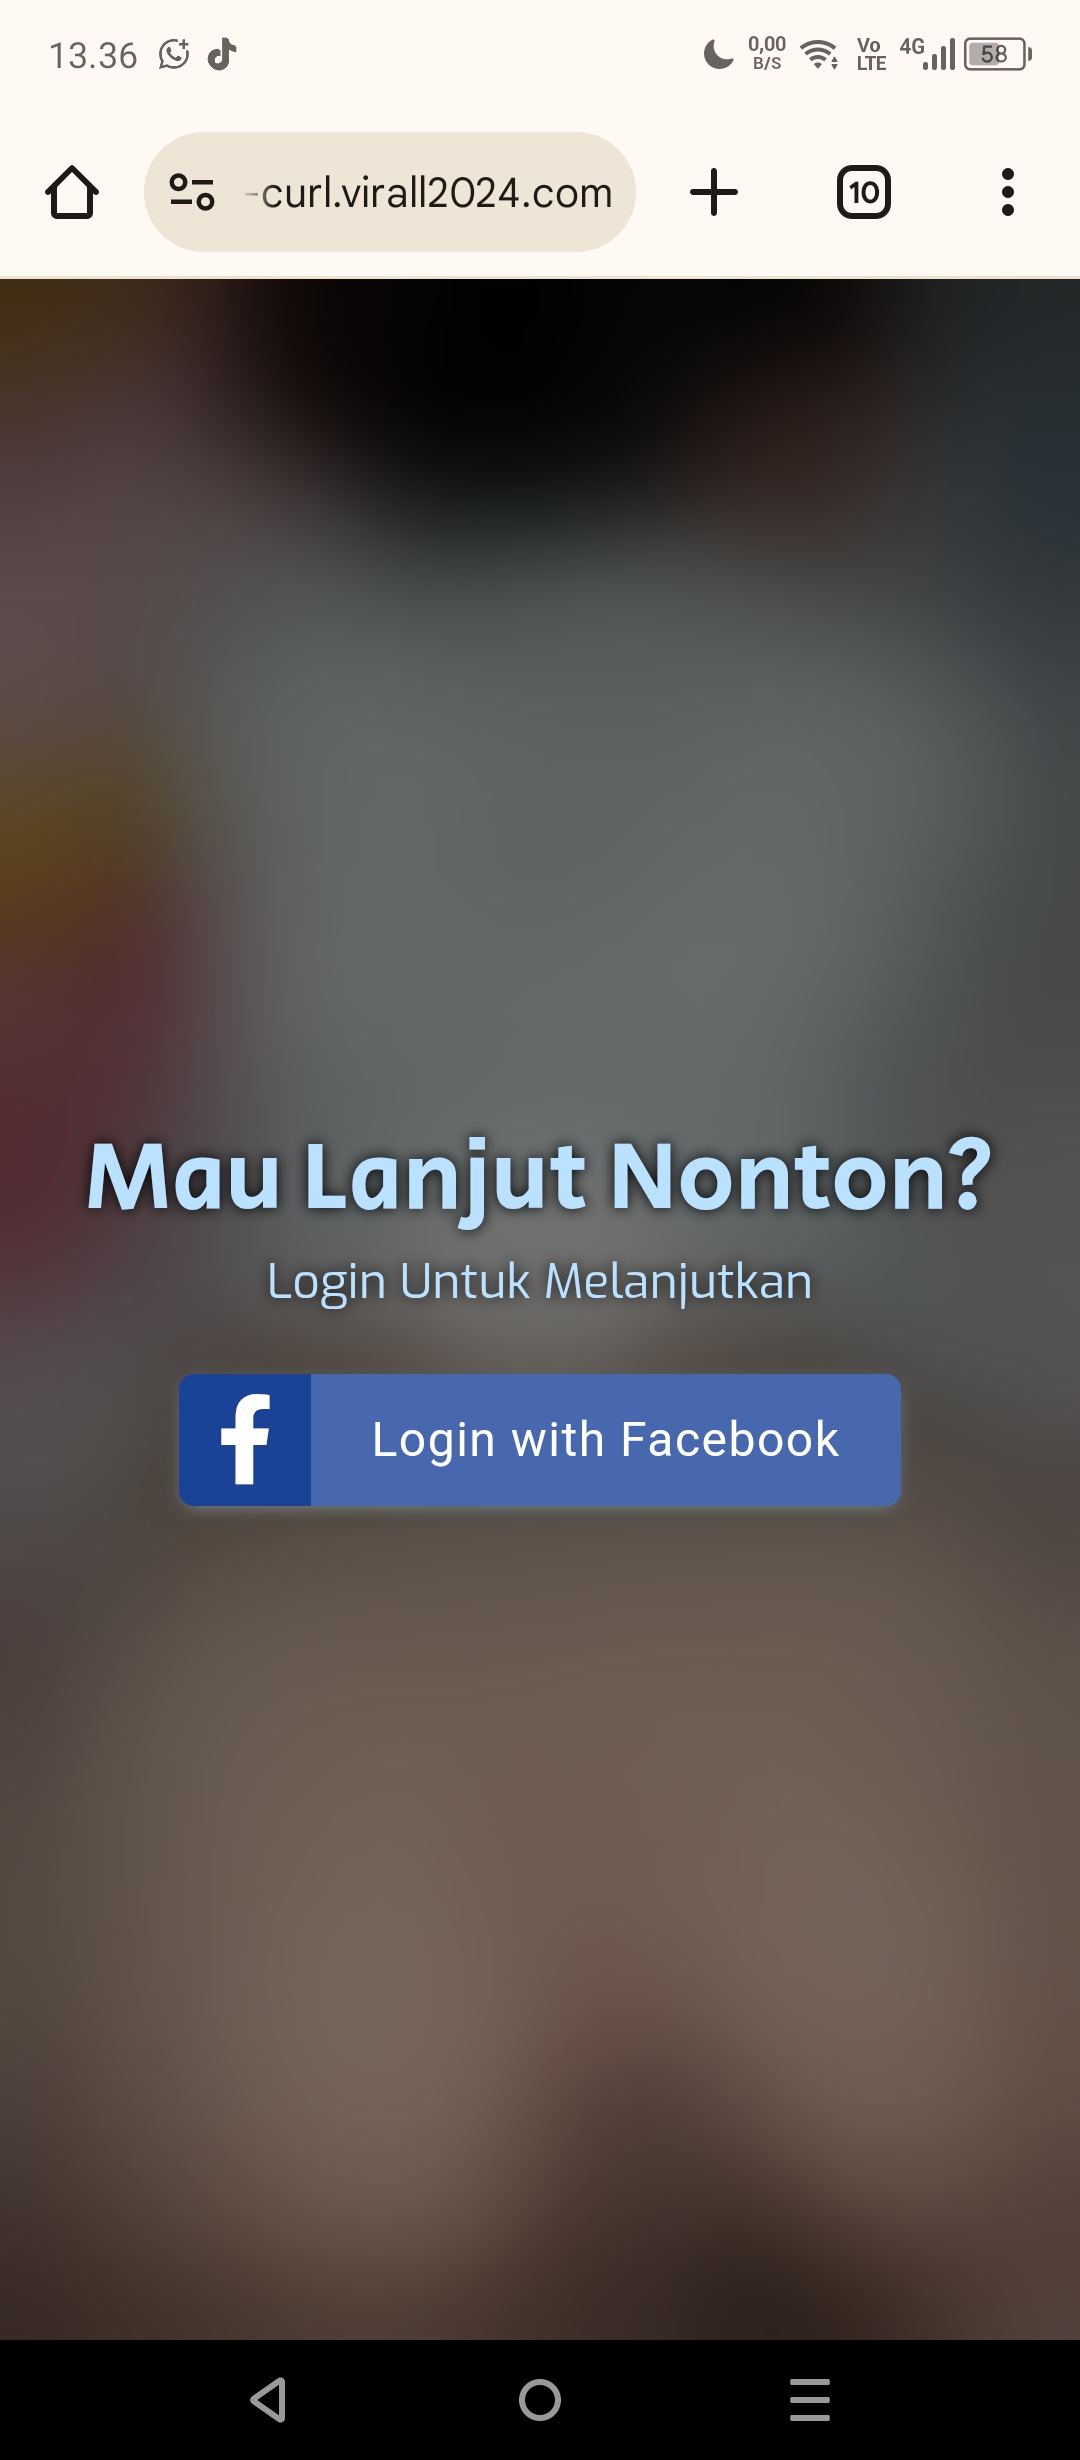 13.36 0,00 B/S Vo LTE 4G 58
-curl.virall2024.com 10
Mau Lanjut Nonton?
Login Untuk Melanjutkan
f Login with Facebook